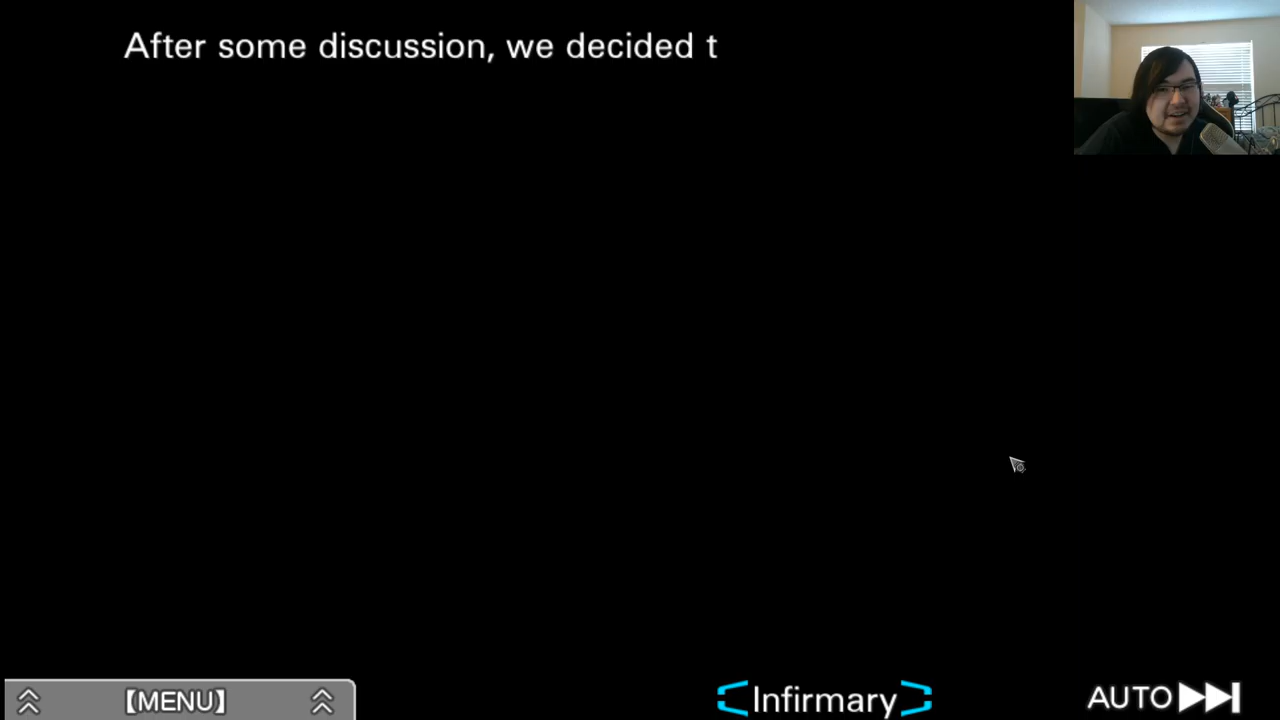 After some discussion, we decided t
【MENU】
Infirmary
AUTO